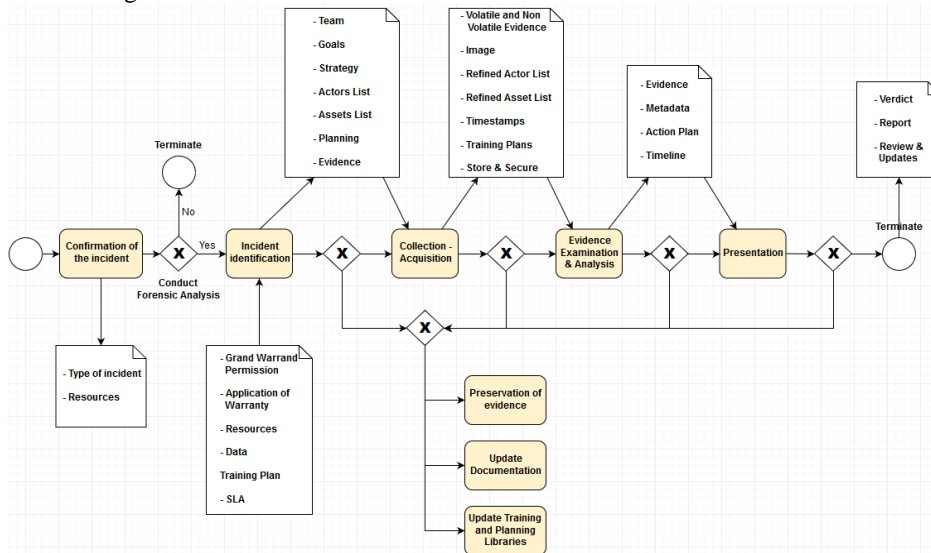 - Team
- Goals
- Strategy
- Actors List
- Assets List
- Planning
- Evidence
- Volatile and Non
Volatile Evidence
- Image
- Refined Actor List
- Refined Asset List
- Timestamps
- Training Plans
- Store & Secure
- Evidence
- Metadata
- Action Plan
- Timeline
- Verdict
- Report
- Review &
Updates
Terminate
No
Confirmation of
the incident
X
Yes
Conduct
Forensic Analysis
Incident
identification
X
Collection -
Acquisition
X
Evidence
Examination
& Analysis
X
Presentation
X
Terminate
X
- Type of incident
- Resources
- Grand Warrand
Permission
- Application of
Warranty
- Resources
- Data
Training Plan
- SLA
Preservation of
evidence
Update
Documentation
Update Training
and Planning
Libraries